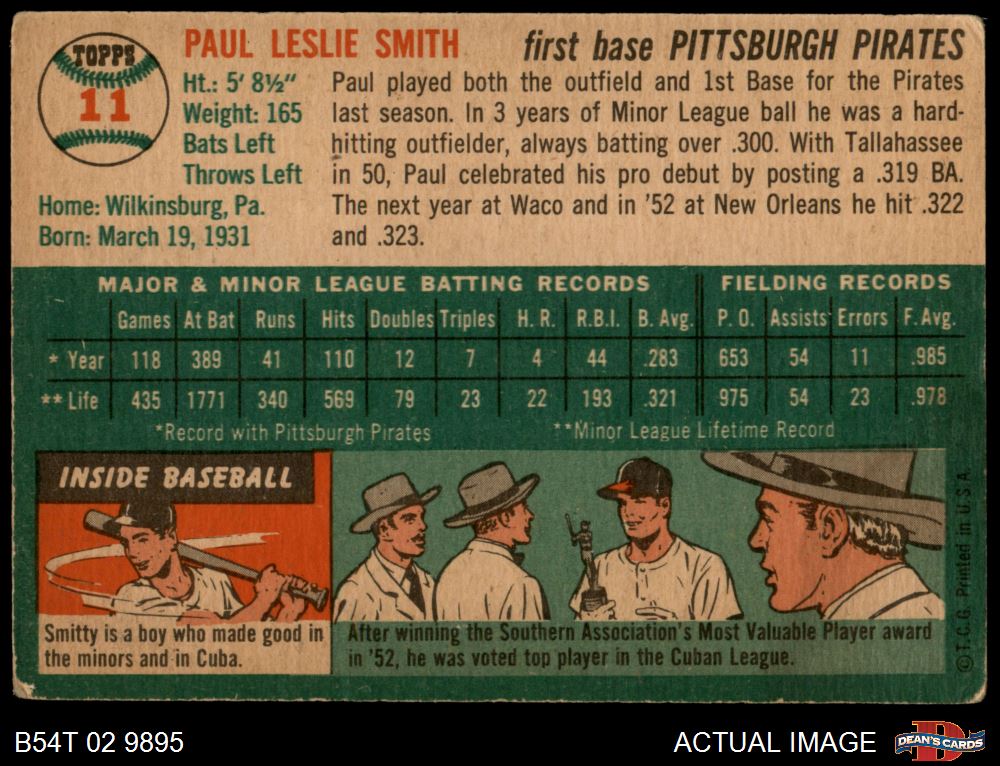 TOPPS
11
PAUL LESLIE SMITH
first base PITTSBURGH PIRATES
Ht.: 5' 8½"
Weight: 165
Bats Left
Throws Left
Home: Wilkinsburg, Pa.
Born: March 19, 1931
Paul played both the outfield and 1st Base for the Pirates
last season. In 3 years of Minor League ball he was a hard-
hitting outfielder, always batting over .300. With Tallahassee
in 50, Paul celebrated his pro debut by posting a .319 BA.
The next year at Waco and in '52 at New Orleans he hit .322
and .323.
MAJOR & MINOR LEAGUE BATTING RECORDS FIELDING RECORDS
Games At Bat Runs Hits Doubles Triples H. R. R.B.I. B. Avg. P. O. Assists Errors F. Avg.
* Year 118 389 41 110 12 7 4 44 .283 653 54 11 .985
** Life 435 1771 340 569 79 23 22 193 .321 975 54 23 .978
*Record with Pittsburgh Pirates **Minor League Lifetime Record
INSIDE BASEBALL
Smitty is a boy who made good in
the minors and in Cuba.
After winning the Southern Association's Most Valuable Player award
in '52, he was voted top player in the Cuban League.
© T.C.G. Printed in U.S.A.
B54T 02 9895
ACTUAL IMAGE
DEAN'S CARDS